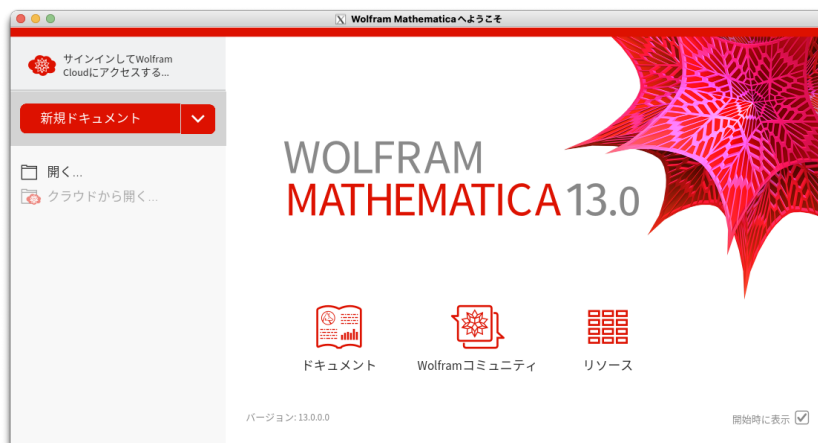 Wolfram Mathematicaへようこそ
サインインしてWolfram
Cloudにアクセスする...
新規ドキュメント
開く...
クラウドから開く...
WOLFRAM
MATHEMATICA 13.0
ドキュメント
Wolframコミュニティ
リソース
バージョン: 13.0.0.0
開始時に表示